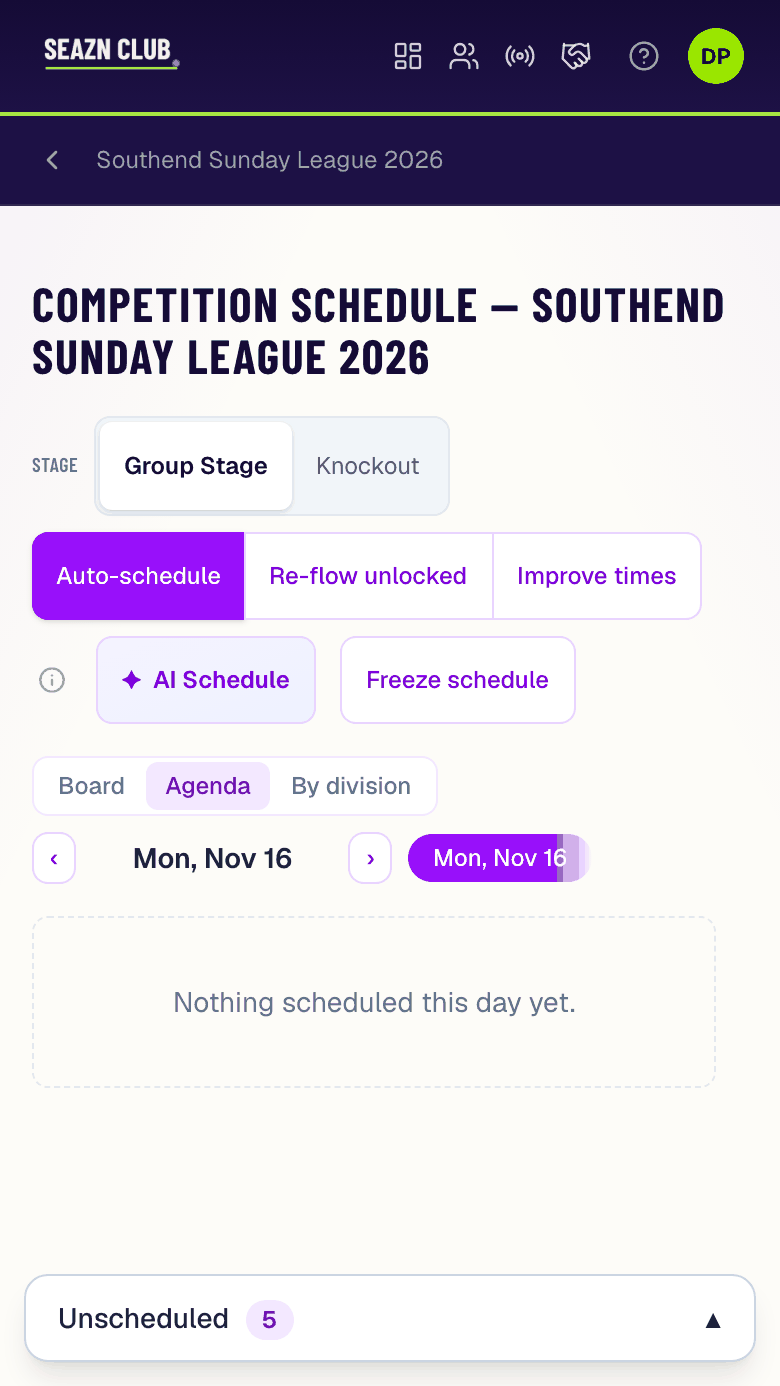 SEAZN CLUB
DP
Southend Sunday League 2026
COMPETITION SCHEDULE — SOUTHEND
SUNDAY LEAGUE 2026
STAGE Group Stage Knockout
Auto-schedule Re-flow unlocked Improve times
AI Schedule Freeze schedule
Board Agenda By division
‹ Mon, Nov 16 › Mon, Nov 16
Nothing scheduled this day yet.
Unscheduled 5 ▲